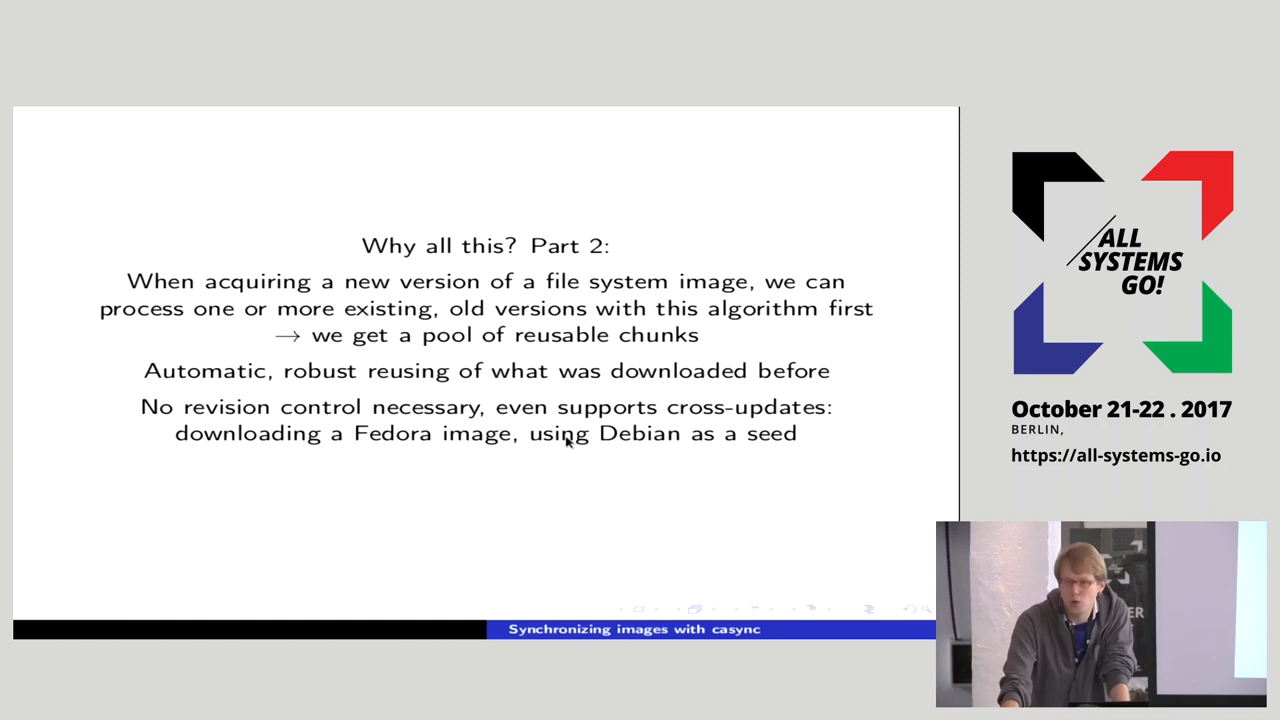 Why all this? Part 2:
When acquiring a new version of a file system image, we can
process one or more existing, old versions with this algorithm first
→ we get a pool of reusable chunks
Automatic, robust reusing of what was downloaded before
No revision control necessary, even supports cross-updates:
downloading a Fedora image, using Debian as a seed
Synchronizing images with casync
ALL
SYSTEMS
GO!
October 21-22 . 2017
BERLIN,
https://all-systems-go.io
ER